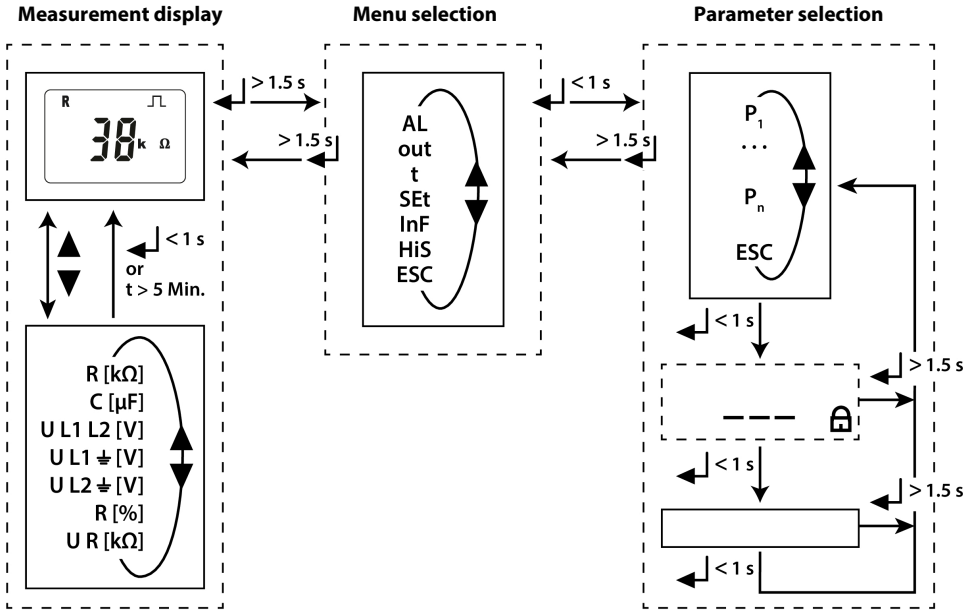 Measurement display
Menu selection
Parameter selection
R
38 k Ω
> 1.5 s
> 1.5 s
< 1 s
or
t > 5 Min.
R [kΩ]
C [µF]
U L1 L2 [V]
U L1 ⏚ [V]
U L2 ⏚ [V]
R [%]
U R [kΩ]
AL
out
t
SEt
InF
HiS
ESC
< 1 s
> 1.5 s
P1
...
Pn
ESC
< 1 s
> 1.5 s
_ _ _
< 1 s
> 1.5 s
< 1 s